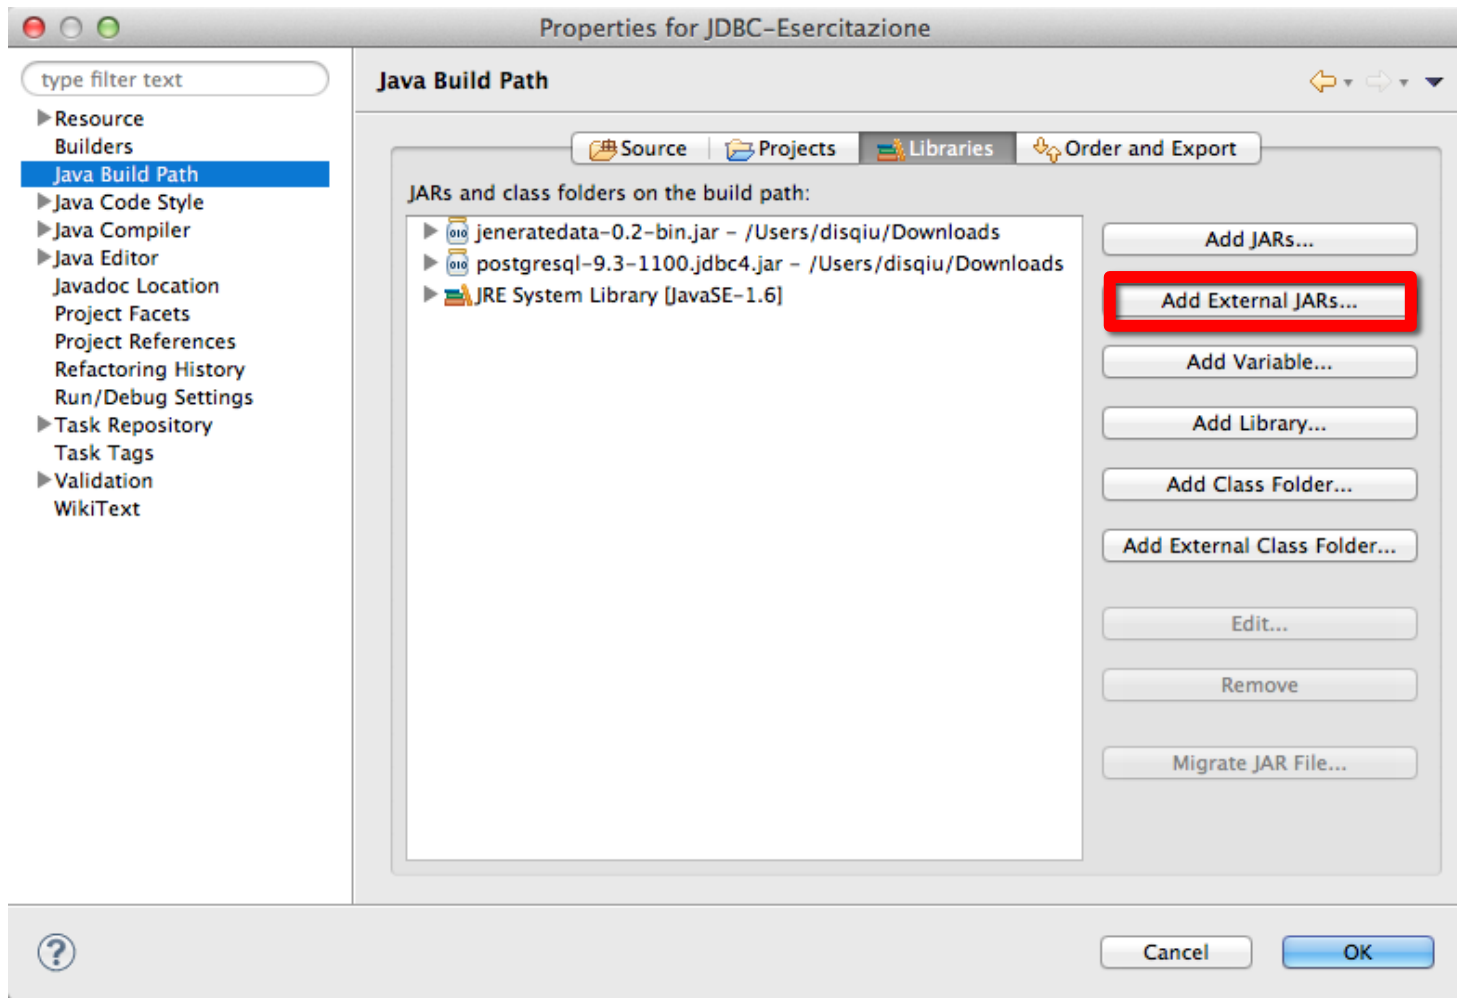 Properties for JDBC-Esercitazione
type filter text
Java Build Path
Resource
Builders
Java Build Path
Java Code Style
Java Compiler
Java Editor
Javadoc Location
Project Facets
Project References
Refactoring History
Run/Debug Settings
Task Repository
Task Tags
Validation
WikiText
Source Projects Libraries Order and Export
JARs and class folders on the build path:
jeneratedata-0.2-bin.jar - /Users/disqiu/Downloads
postgresql-9.3-1100.jdbc4.jar - /Users/disqiu/Downloads
JRE System Library [JavaSE-1.6]
Add JARs...
Add External JARs...
Add Variable...
Add Library...
Add Class Folder...
Add External Class Folder...
Edit...
Remove
Migrate JAR File...
Cancel OK